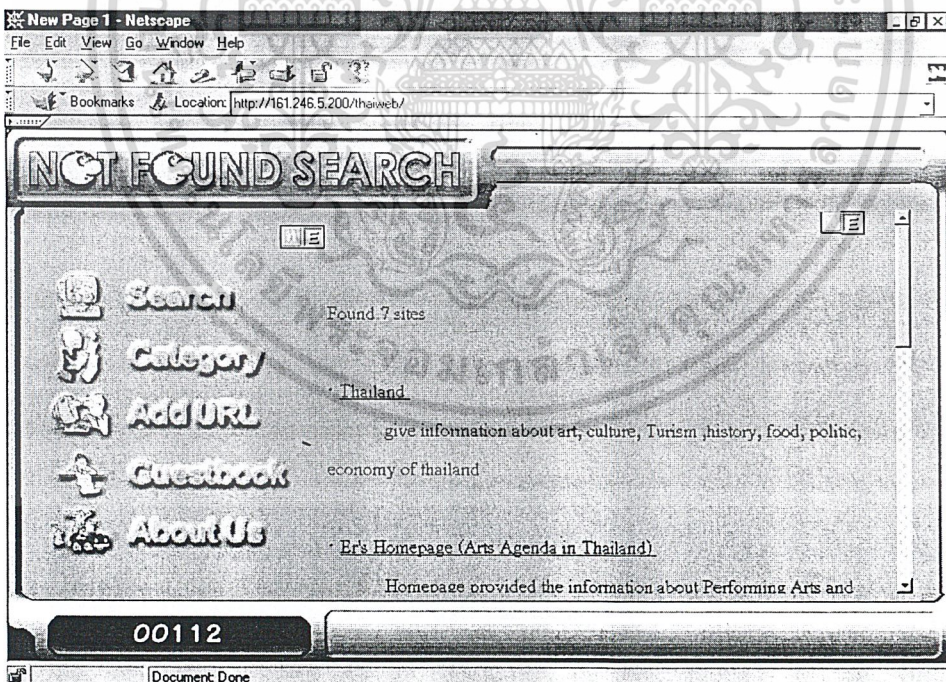 New Page 1 - Netscape
File Edit View Go Window Help
Bookmarks Location: http://161.246.5.200/thaiweb/
NOT FOUND SEARCH
Search
Category
Add URL
Guestbook
About Us
Found 7 sites
· Thailand
give information about art, culture, Turism ,history, food, politic,
economy of thailand
· Er's Homepage (Arts Agenda in Thailand)
Homepage provided the information about Performing Arts and
00112
Document: Done